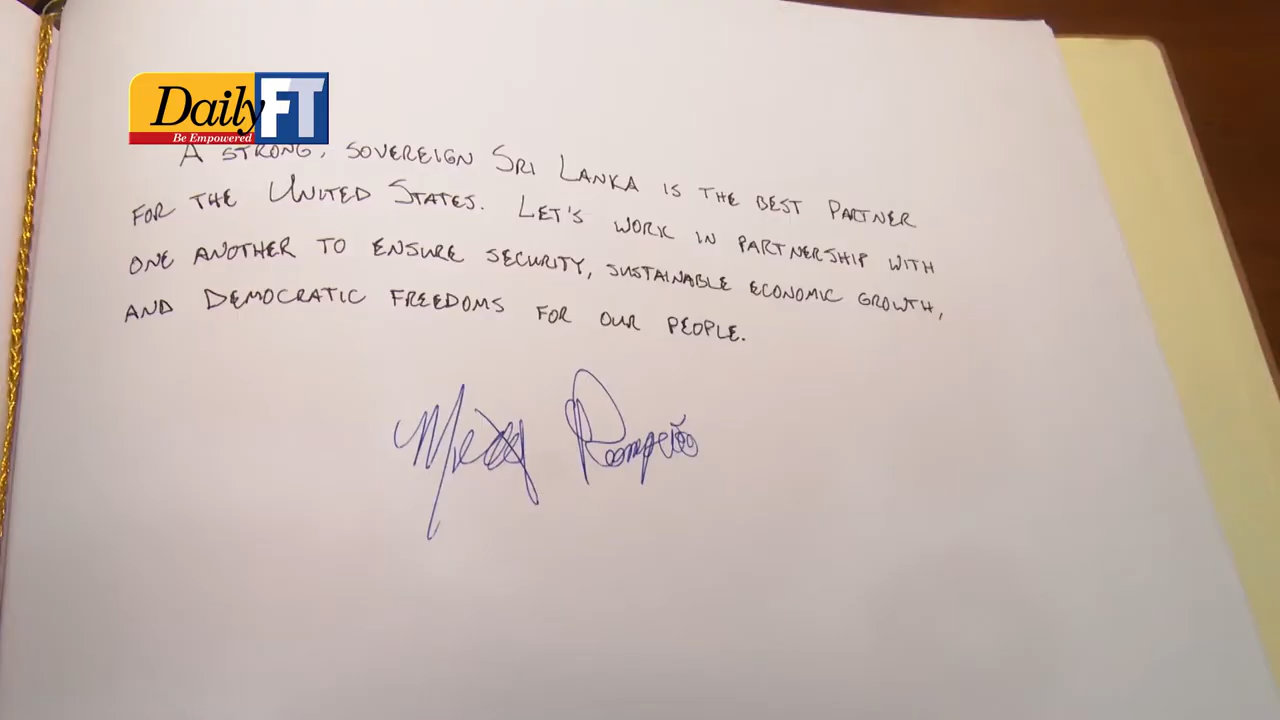 Daily FT
Be Empowered
A STRONG, SOVEREIGN SRI LANKA IS THE BEST PARTNER
FOR THE UNITED STATES. LET'S WORK IN PARTNERSHIP WITH
ONE ANOTHER TO ENSURE SECURITY, SUSTAINABLE ECONOMIC GROWTH,
AND DEMOCRATIC FREEDOMS FOR OUR PEOPLE.